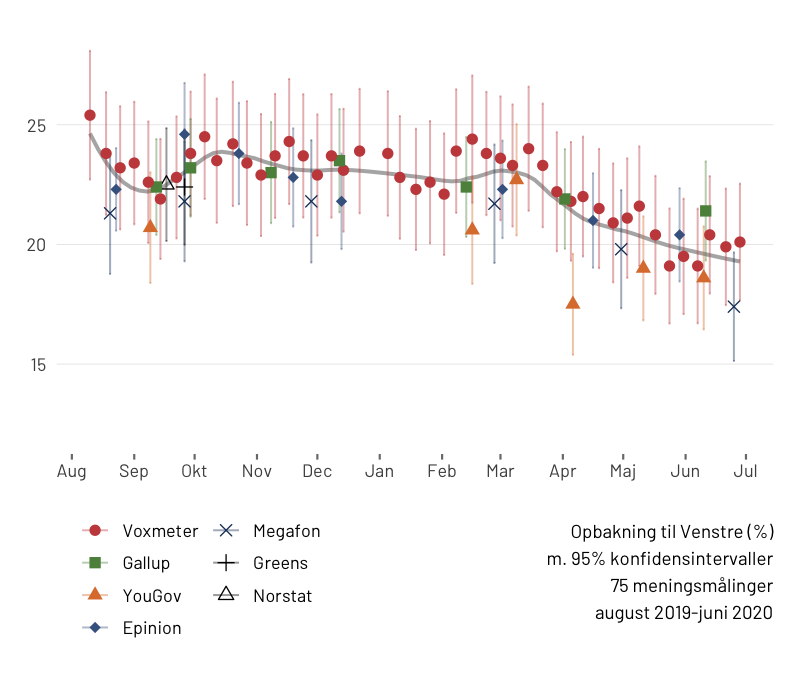 25
20
15
Aug Sep Okt Nov Dec Jan Feb Mar Apr Maj Jun Jul
Voxmeter Megafon
Gallup Greens
YouGov Norstat
Epinion
Opbakning til Venstre (%)
m. 95% konfidensintervaller
75 meningsmålinger
august 2019-juni 2020